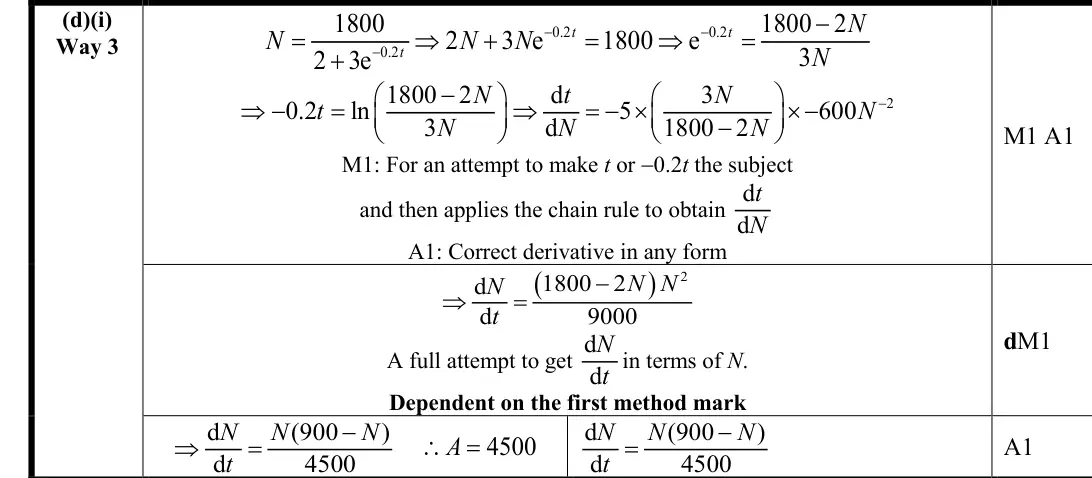 (d)(i)
Way 3
N = 1800 / (2 + 3e^{−0.2t}) ⇒ 2N + 3Ne^{−0.2t} = 1800 ⇒ e^{−0.2t} = (1800 − 2N) / 3N
⇒ −0.2t = ln((1800 − 2N) / 3N) ⇒ dt/dN = −5 × (3N / (1800 − 2N)) × −600N^{−2}
M1: For an attempt to make t or −0.2t the subject
and then applies the chain rule to obtain dt/dN
A1: Correct derivative in any form
M1 A1
⇒ dN/dt = (1800 − 2N)N² / 9000
A full attempt to get dN/dt in terms of N.
Dependent on the first method mark
dM1
⇒ dN/dt = N(900 − N) / 4500 ∴ A = 4500
dN/dt = N(900 − N) / 4500
A1